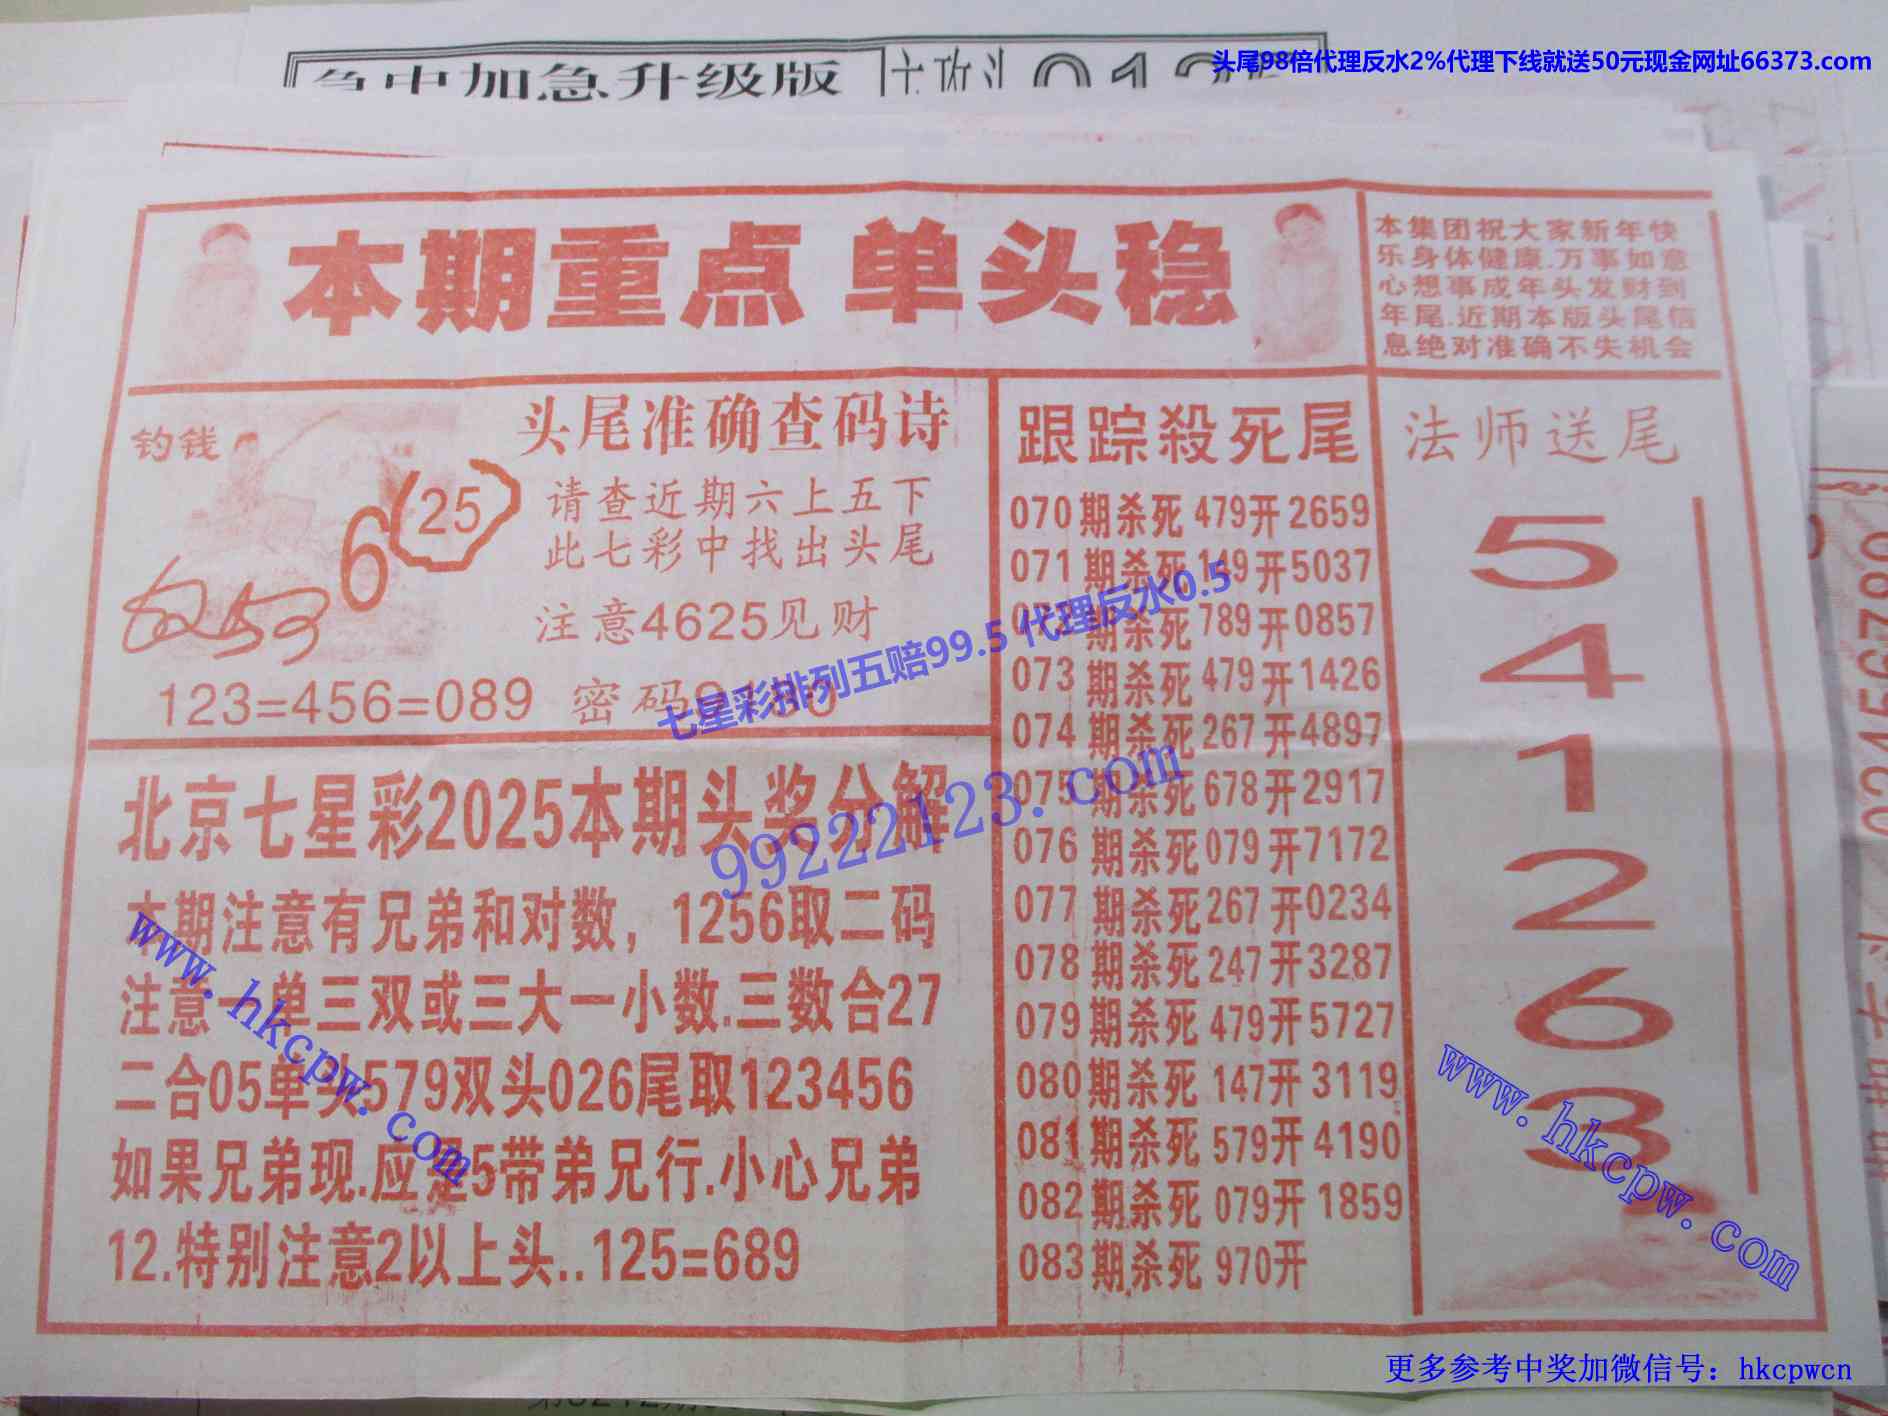 头尾98倍代理反水2%代理下线就送50元现金网址66373.com
急中加急升级版
本期重点 单头稳
本集团祝大家新年快
乐身体健康.万事如意
心想事成年头发财到
年尾.近期本版头尾信
息绝对准确不失机会
钓钱
6 (25)
头尾准确查码诗
请查近期六上五下
此七彩中找出头尾
注意4625见财
123=456=089 密码
北京七星彩2025本期头奖分解
本期注意有兄弟和对数，1256取二码
注意一单三双或三大一小数.三数合27
二合05单头579双头026尾取123456
如果兄弟现.应是5带弟兄行.小心兄弟
12.特别注意2以上头..125=689
跟踪殺死尾
070期杀死479开2659
071期杀死149开5037
072期杀死789开0857
073期杀死479开1426
074期杀死267开4897
075期杀死678开2917
076期杀死079开7172
077期杀死267开0234
078期杀死247开3287
079期杀死479开5727
080期杀死147开3119
081期杀死579开4190
082期杀死079开1859
083期杀死970开
法师送尾
5
4
1
2
6
3
七星彩排列五赔99.5 代理反水0.5
99222123.com
www.hkcpw.com
www.hkcpw.com
更多参考中奖加微信号：hkcpwcn